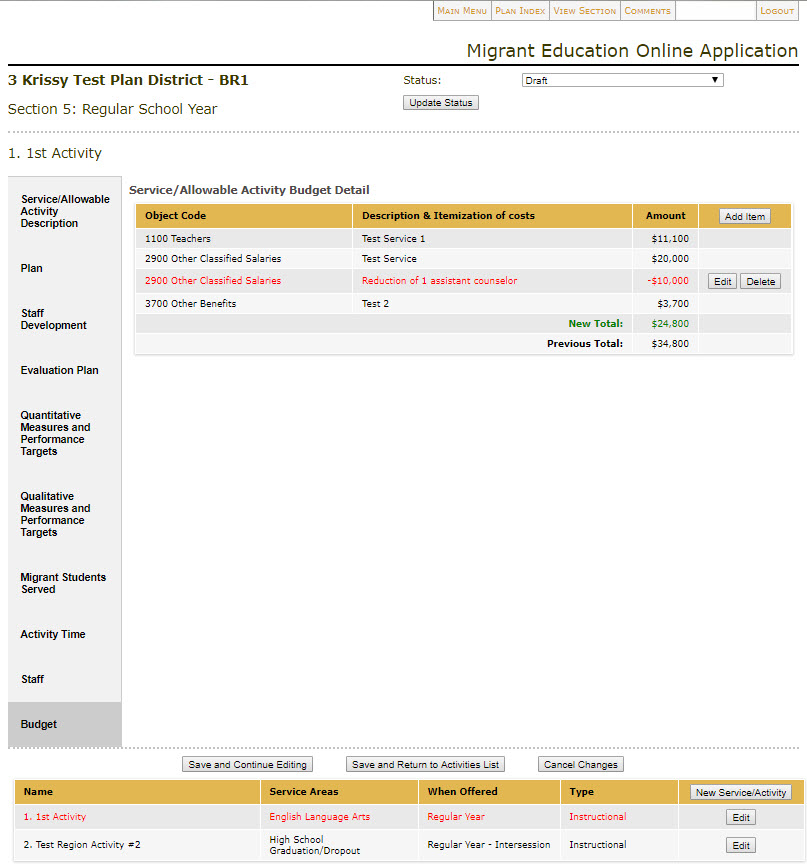 Main Menu Plan Index View Section Comments Logout
Migrant Education Online Application
3 Krissy Test Plan District - BR1 Status: Draft
Update Status
Section 5: Regular School Year
1. 1st Activity
Service/Allowable
Activity
Description
Plan
Staff
Development
Evaluation Plan
Quantitative
Measures and
Performance
Targets
Qualitative
Measures and
Performance
Targets
Migrant Students
Served
Activity Time
Staff
Budget
Service/Allowable Activity Budget Detail
Object Code Description & Itemization of costs Amount Add Item
1100 Teachers Test Service 1 $11,100
2900 Other Classified Salaries Test Service $20,000
2900 Other Classified Salaries Reduction of 1 assistant counselor -$10,000 Edit Delete
3700 Other Benefits Test 2 $3,700
New Total: $24,800
Previous Total: $34,800
Save and Continue Editing Save and Return to Activities List Cancel Changes
Name Service Areas When Offered Type New Service/Activity
1. 1st Activity English Language Arts Regular Year Instructional Edit
2. Test Region Activity #2 High School
Graduation/Dropout Regular Year - Intersession Instructional Edit